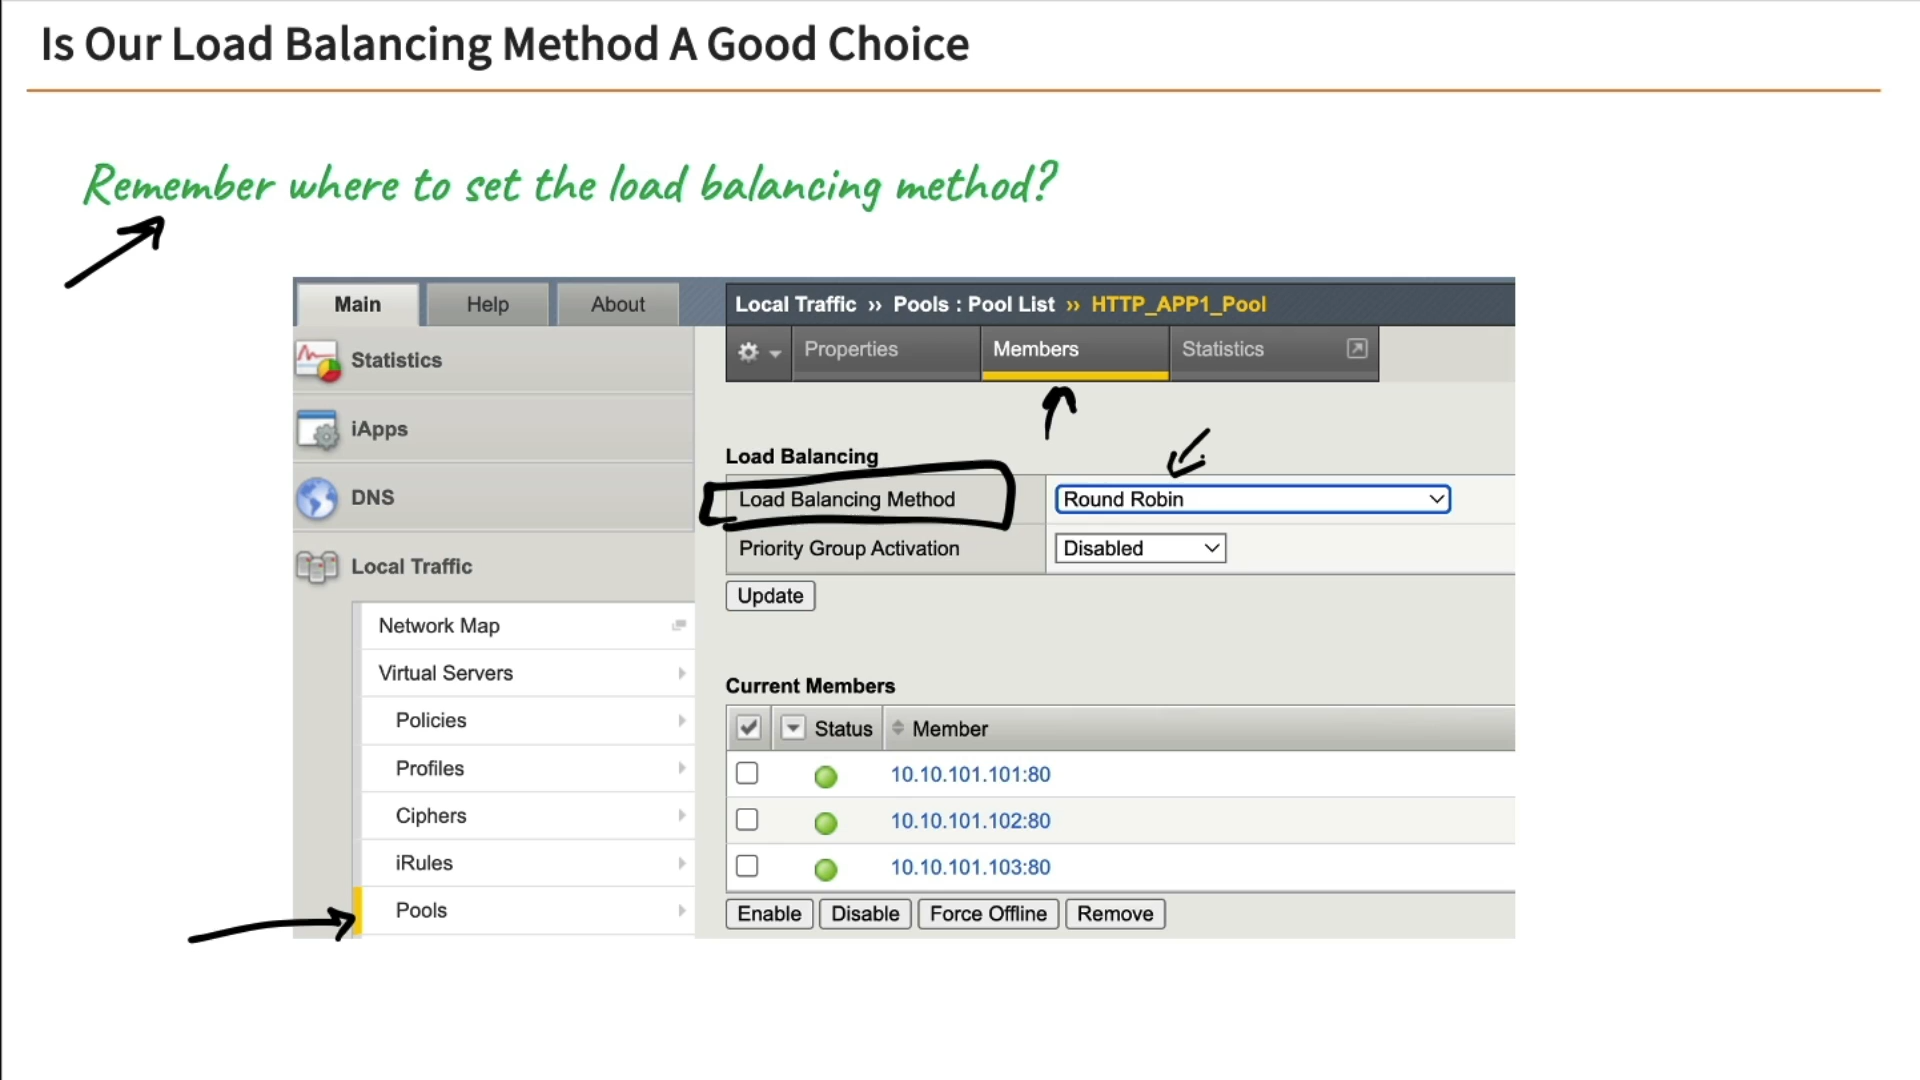 Is Our Load Balancing Method A Good Choice
Remember where to set the load balancing method?
Main Help About
Local Traffic ›› Pools : Pool List ›› HTTP_APP1_Pool
Properties Members Statistics
Statistics
iApps
DNS
Local Traffic
Network Map
Virtual Servers
Policies
Profiles
Ciphers
iRules
Pools
Load Balancing
Load Balancing Method Round Robin
Priority Group Activation Disabled
Update
Current Members
Status Member
10.10.101.101:80
10.10.101.102:80
10.10.101.103:80
Enable Disable Force Offline Remove